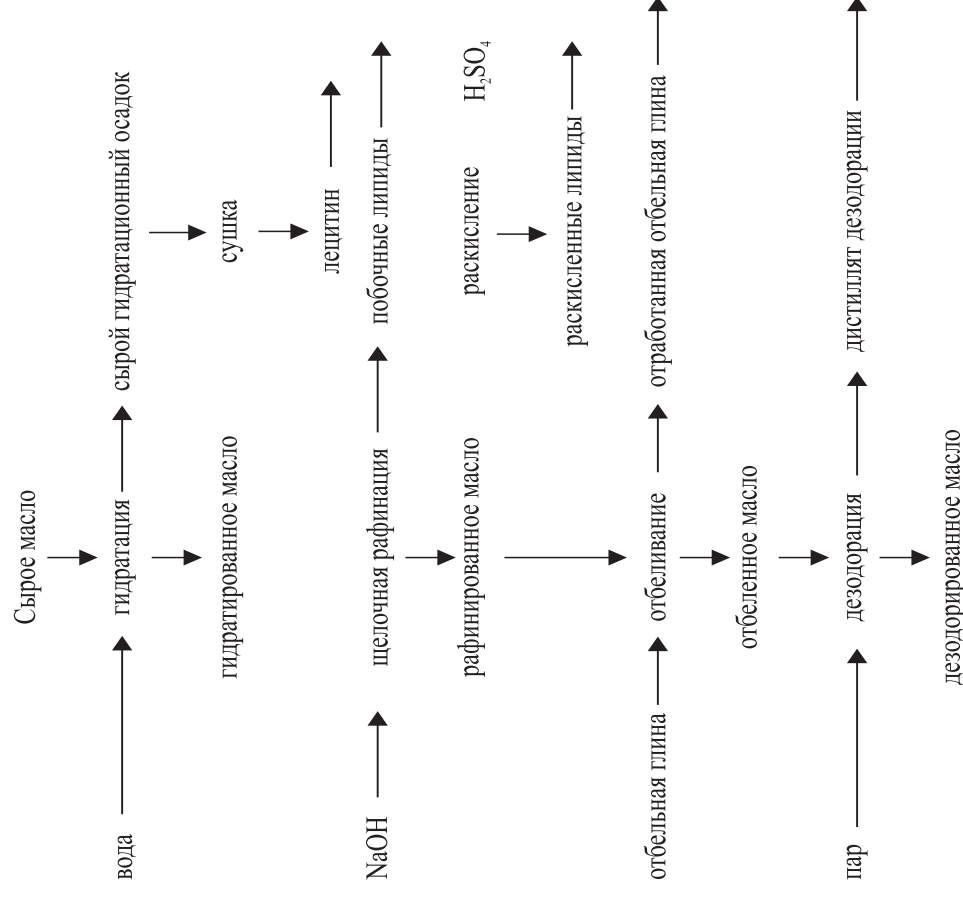 Сырое масло
вода
гидратация
сырой гидратационный осадок
гидратированное масло
сушка
лецитин
NaOH
щелочная рафинация
побочные липиды
рафинированное масло
раскисление
H₂SO₄
раскисленные липиды
отбельная глина
отбеливание
отработанная отбельная глина
отбеленное масло
пар
дезодорация
дистиллят дезодорации
дезодорированное масло